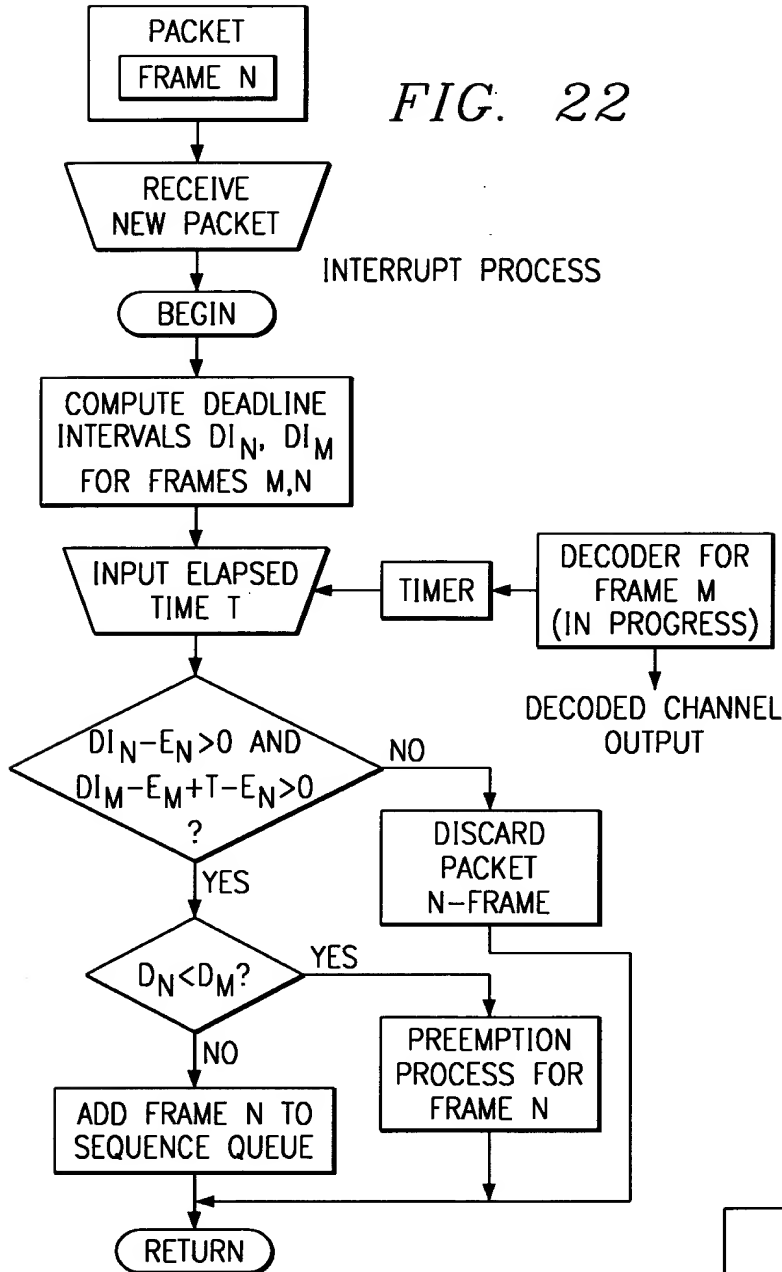 PACKET
FRAME N
FIG. 22
RECEIVE
NEW PACKET
INTERRUPT PROCESS
BEGIN
COMPUTE DEADLINE
INTERVALS DI_N, DI_M
FOR FRAMES M,N
INPUT ELAPSED
TIME T
TIMER
DECODER FOR
FRAME M
(IN PROGRESS)
DECODED CHANNEL
OUTPUT
DI_N-E_N>0 AND
DI_M-E_M+T-E_N>0
?
NO
DISCARD
PACKET
N-FRAME
YES
D_N<D_M?
YES
PREEMPTION
PROCESS FOR
FRAME N
NO
ADD FRAME N TO
SEQUENCE QUEUE
RETURN